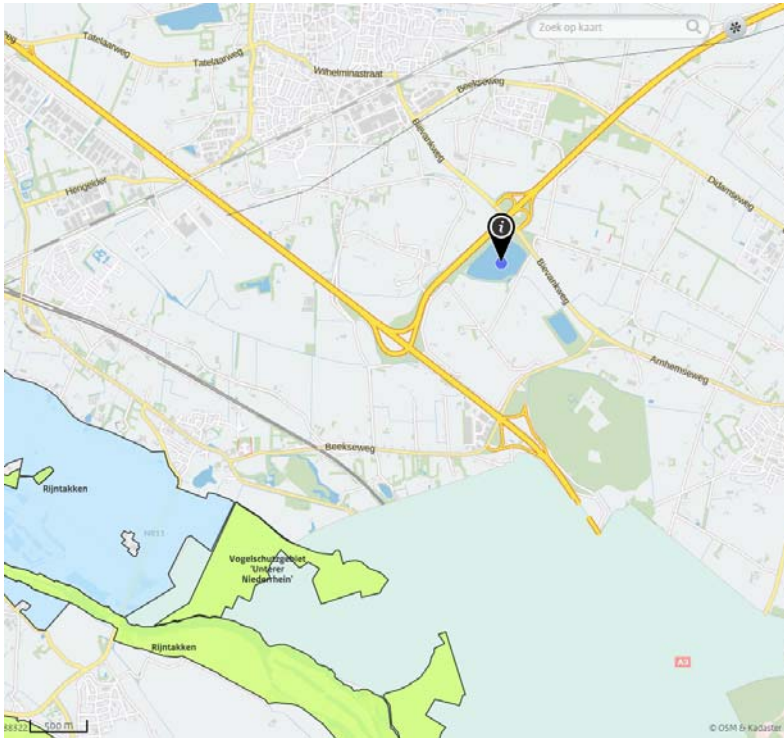 Zoek op kaart
Tatelaarweg
Tatelaarweg
Wilhelminastraat
Beekseweg
Bievankweg
Hengelder
Didamseweg
i
Bievankweg
Arnhemseweg
Beekseweg
Rijntakken
N811
Vogelschutzgebiet
'Unterer
Niederrhein'
Rijntakken
A3
500 m
© OSM & Kadaster